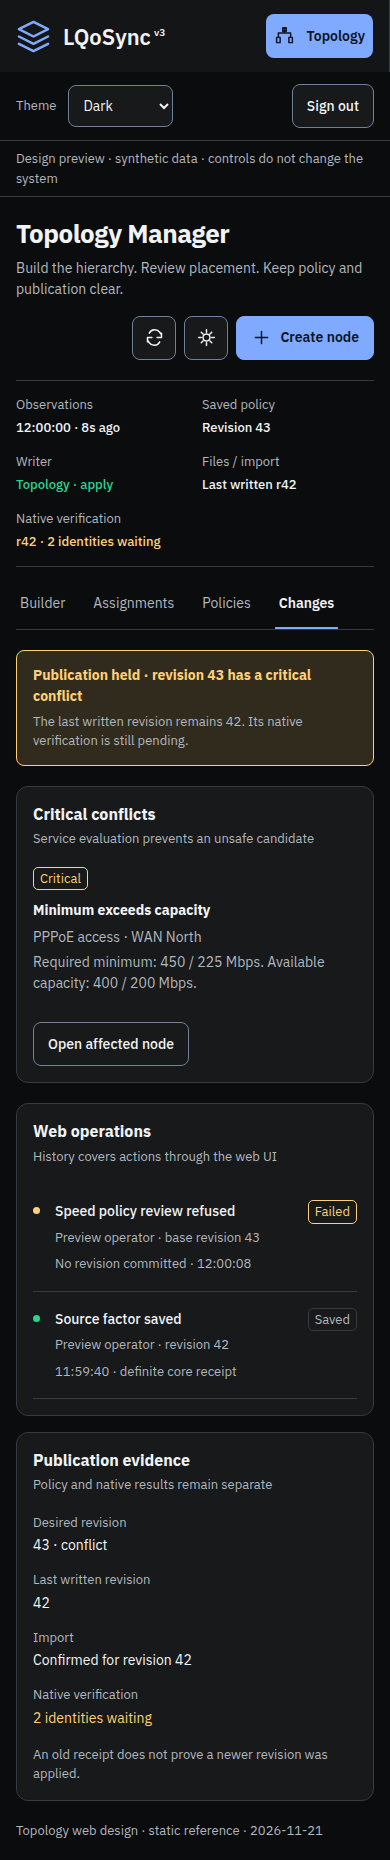 LQoSync v3
Topology
Theme
Dark
Sign out
Design preview · synthetic data · controls do not change the
system
Topology Manager
Build the hierarchy. Review placement. Keep policy and
publication clear.
Create node
Observations
12:00:00 · 8s ago
Saved policy
Revision 43
Writer
Topology · apply
Files / import
Last written r42
Native verification
r42 · 2 identities waiting
Builder
Assignments
Policies
Changes
Publication held · revision 43 has a critical
conflict
The last written revision remains 42. Its native
verification is still pending.
Critical conflicts
Service evaluation prevents an unsafe candidate
Critical
Minimum exceeds capacity
PPPoE access · WAN North
Required minimum: 450 / 225 Mbps. Available
capacity: 400 / 200 Mbps.
Open affected node
Web operations
History covers actions through the web UI
Speed policy review refused
Failed
Preview operator · base revision 43
No revision committed · 12:00:08
Source factor saved
Saved
Preview operator · revision 42
11:59:40 · definite core receipt
Publication evidence
Policy and native results remain separate
Desired revision
43 · conflict
Last written revision
42
Import
Confirmed for revision 42
Native verification
2 identities waiting
An old receipt does not prove a newer revision was
applied.
Topology web design · static reference · 2026-11-21